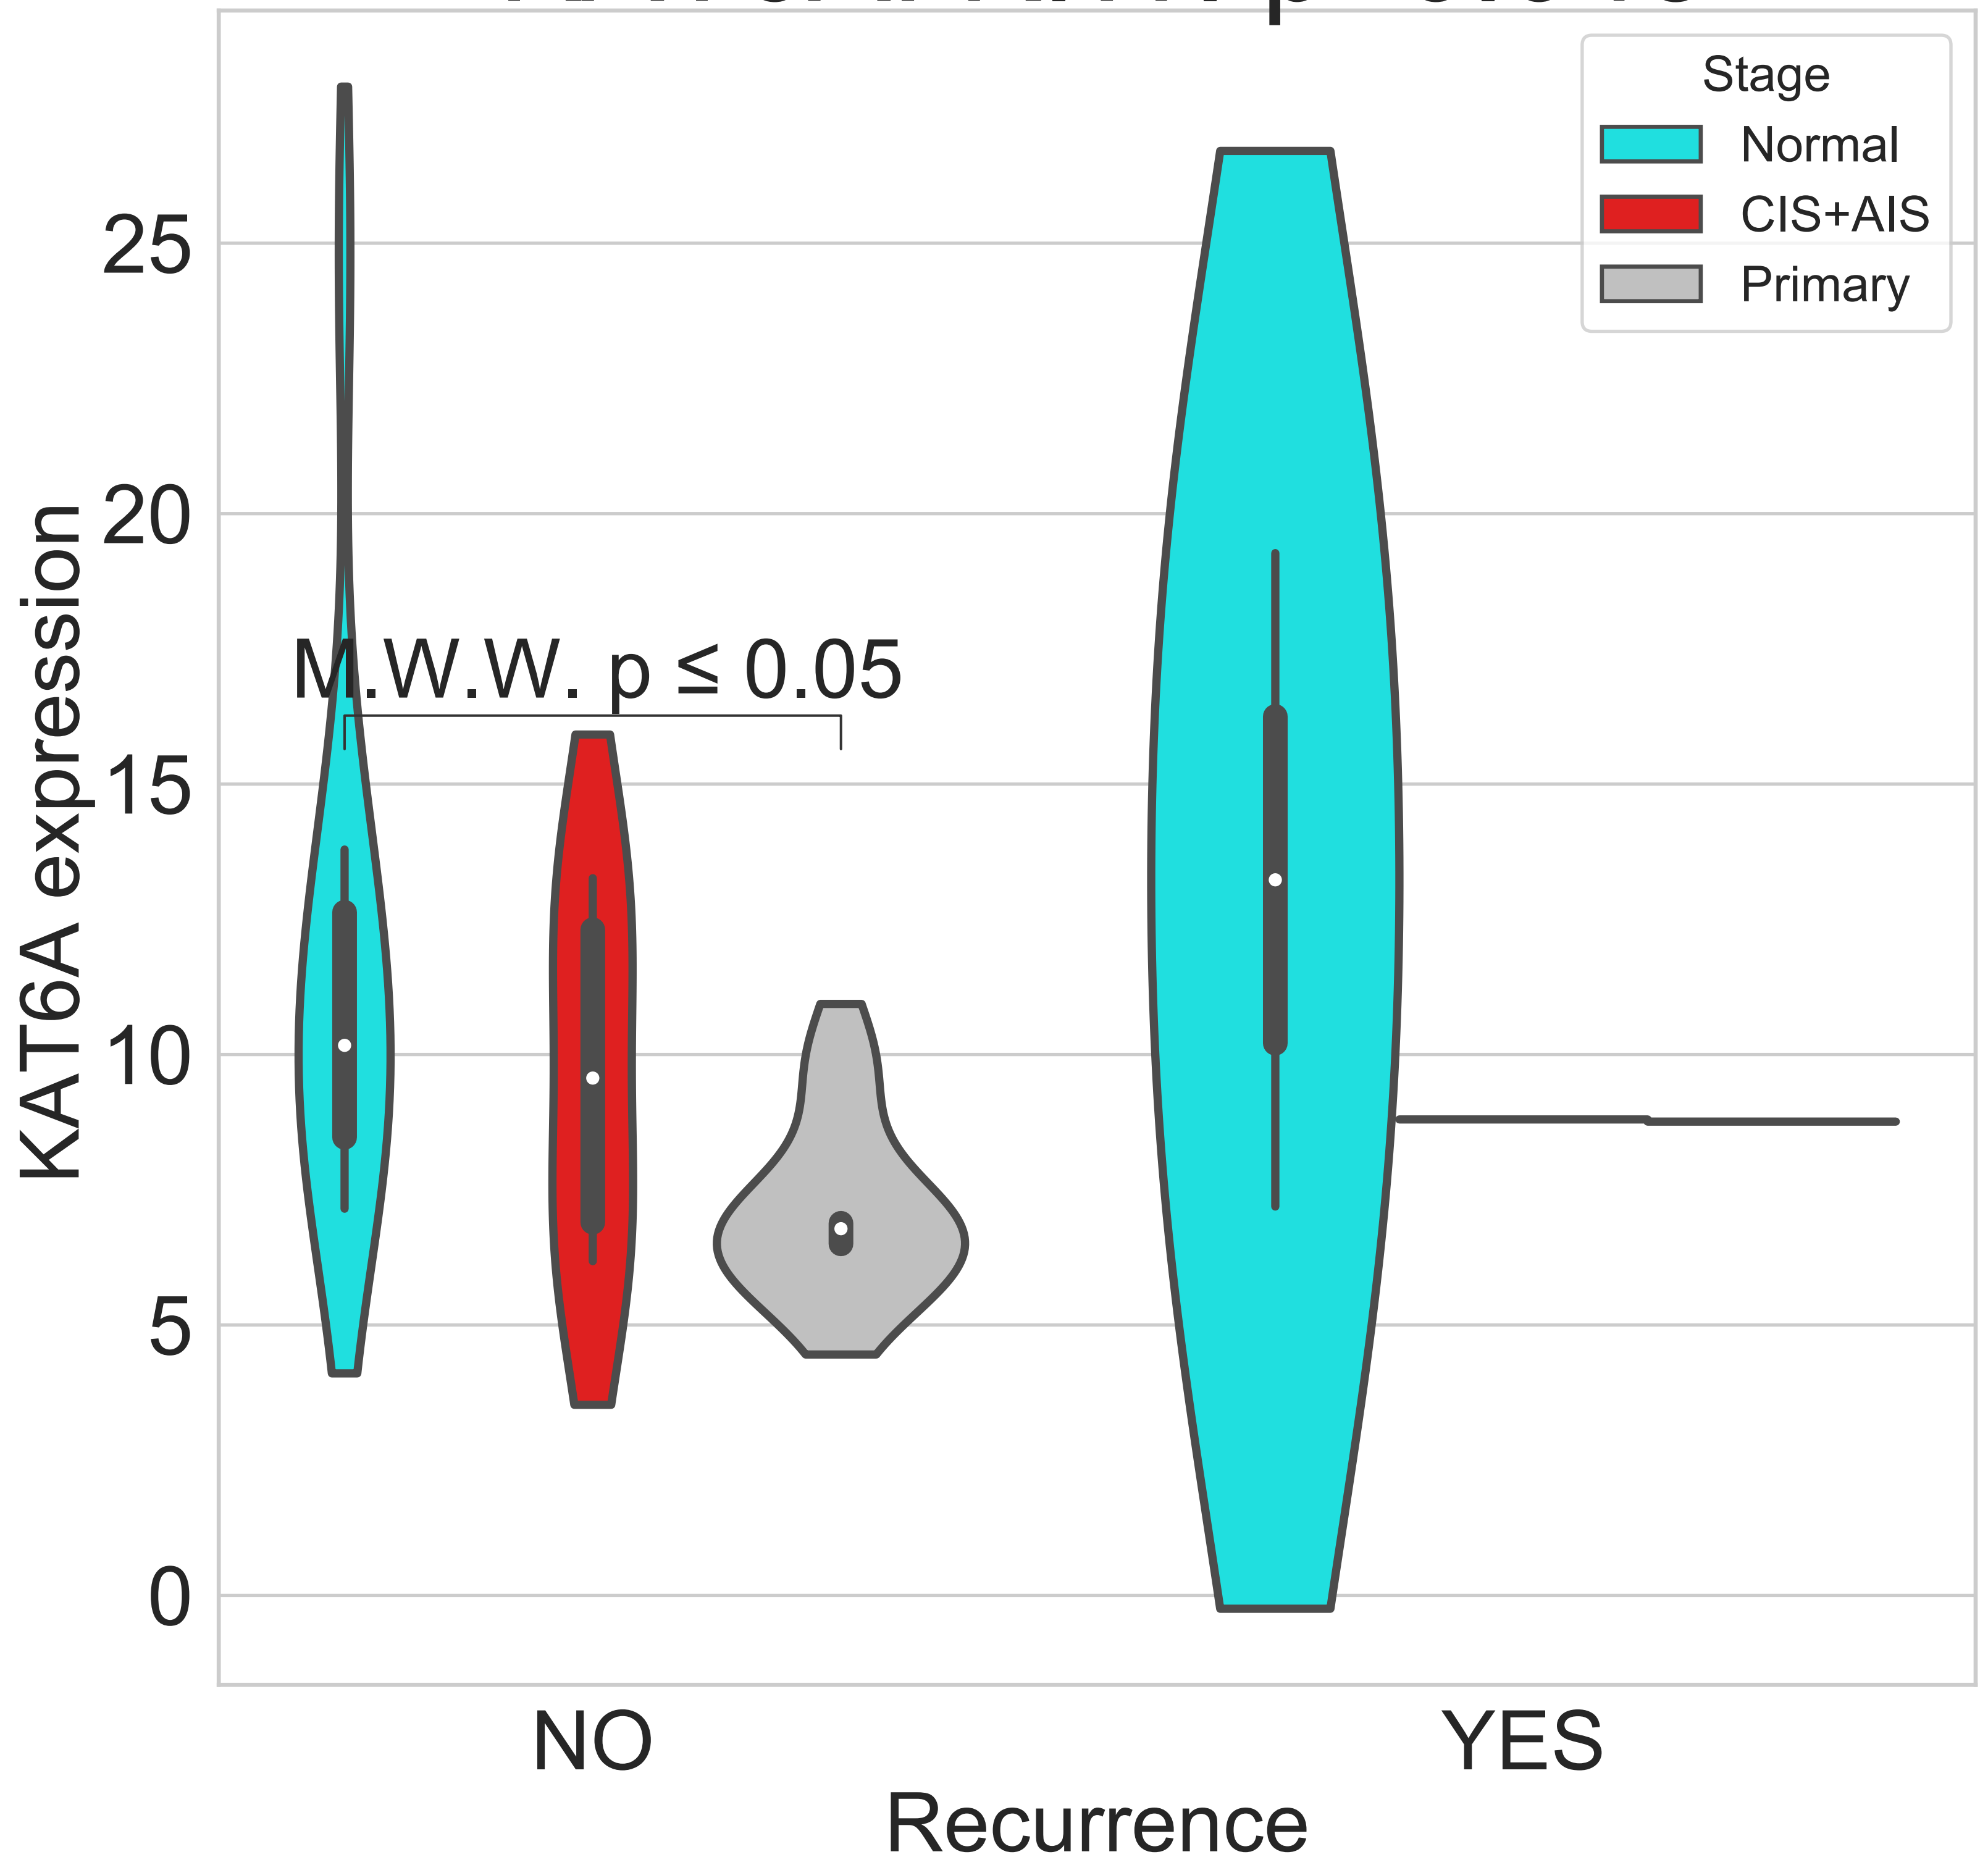 Stage
Normal
CIS+AIS
Primary
25
20
15
10
5
0
KAT6A expression
M.W.W. p ≤ 0.05
NO
YES
Recurrence